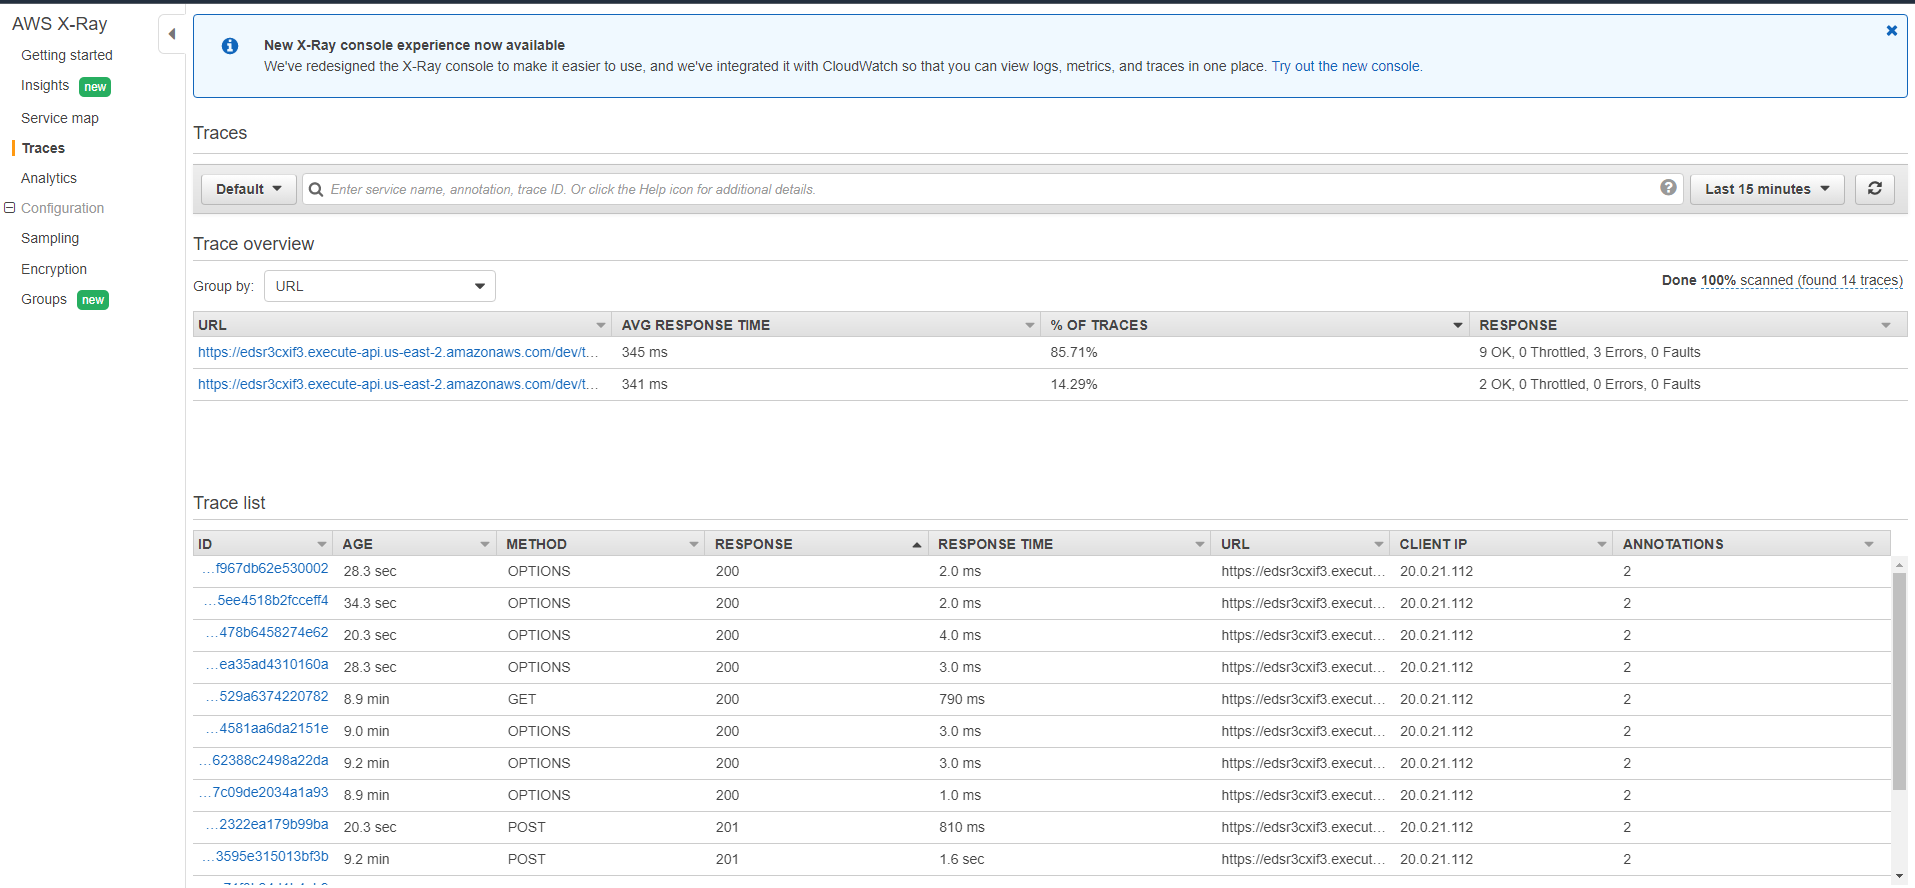 AWS X-Ray
Getting started
Insights new
Service map
Traces
Analytics
Configuration
Sampling
Encryption
Groups new
New X-Ray console experience now available
We've redesigned the X-Ray console to make it easier to use, and we've integrated it with CloudWatch so that you can view logs, metrics, and traces in one place. Try out the new console.
Traces
Default Enter service name, annotation, trace ID. Or click the Help icon for additional details. ? Last 15 minutes
Trace overview
Group by: URL Done 100% scanned (found 14 traces)
URL AVG RESPONSE TIME % OF TRACES RESPONSE
https://edsr3cxif3.execute-api.us-east-2.amazonaws.com/dev/t... 345 ms 85.71% 9 OK, 0 Throttled, 3 Errors, 0 Faults
https://edsr3cxif3.execute-api.us-east-2.amazonaws.com/dev/t... 341 ms 14.29% 2 OK, 0 Throttled, 0 Errors, 0 Faults
Trace list
ID AGE METHOD RESPONSE RESPONSE TIME URL CLIENT IP ANNOTATIONS
...f967db62e530002 28.3 sec OPTIONS 200 2.0 ms https://edsr3cxif3.execut... 20.0.21.112 2
...5ee4518b2fcceff4 34.3 sec OPTIONS 200 2.0 ms https://edsr3cxif3.execut... 20.0.21.112 2
...478b6458274e62 20.3 sec OPTIONS 200 4.0 ms https://edsr3cxif3.execut... 20.0.21.112 2
...ea35ad4310160a 28.3 sec OPTIONS 200 3.0 ms https://edsr3cxif3.execut... 20.0.21.112 2
...529a6374220782 8.9 min GET 200 790 ms https://edsr3cxif3.execut... 20.0.21.112 2
...4581aa6da2151e 9.0 min OPTIONS 200 3.0 ms https://edsr3cxif3.execut... 20.0.21.112 2
...62388c2498a22da 9.2 min OPTIONS 200 3.0 ms https://edsr3cxif3.execut... 20.0.21.112 2
...7c09de2034a1a93 8.9 min OPTIONS 200 1.0 ms https://edsr3cxif3.execut... 20.0.21.112 2
...2322ea179b99ba 20.3 sec POST 201 810 ms https://edsr3cxif3.execut... 20.0.21.112 2
...3595e315013bf3b 9.2 min POST 201 1.6 sec https://edsr3cxif3.execut... 20.0.21.112 2